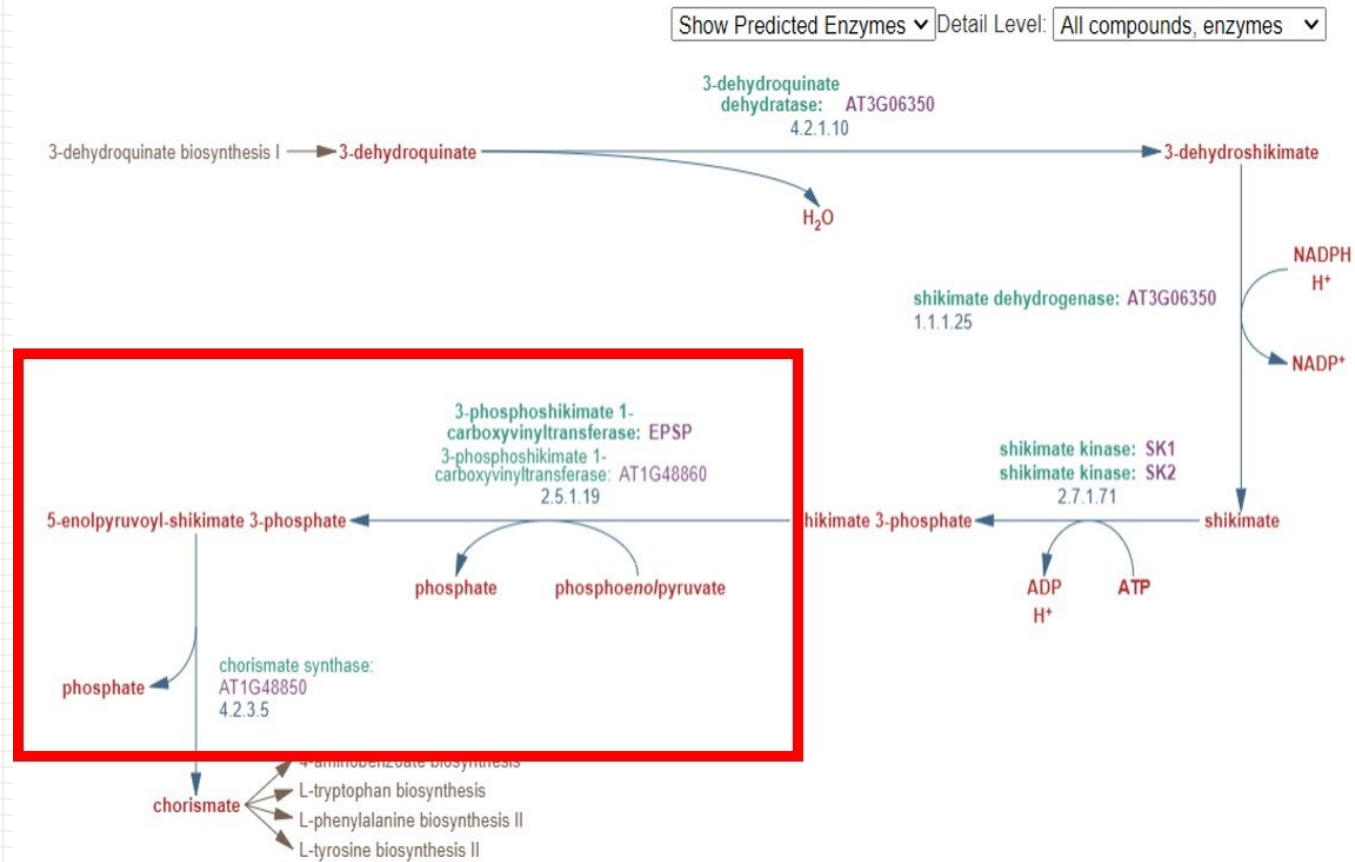 Show Predicted Enzymes Detail Level: All compounds, enzymes
3-dehydroquinate
dehydratase: AT3G06350
4.2.1.10
3-dehydroquinate biosynthesis I 3-dehydroquinate 3-dehydroshikimate
H₂O
NADPH
H⁺
shikimate dehydrogenase: AT3G06350
1.1.1.25
NADP⁺
3-phosphoshikimate 1-
carboxyvinyltransferase: EPSP
3-phosphoshikimate 1-
carboxyvinyltransferase: AT1G48860
2.5.1.19
shikimate kinase: SK1
shikimate kinase: SK2
2.7.1.71
5-enolpyruvoyl-shikimate 3-phosphate hikimate 3-phosphate shikimate
phosphate phosphoenolpyruvate
ADP ATP
H⁺
chorismate synthase:
phosphate AT1G48850
4.2.3.5
4-aminobenzoate biosynthesis
chorismate L-tryptophan biosynthesis
L-phenylalanine biosynthesis II
L-tyrosine biosynthesis II